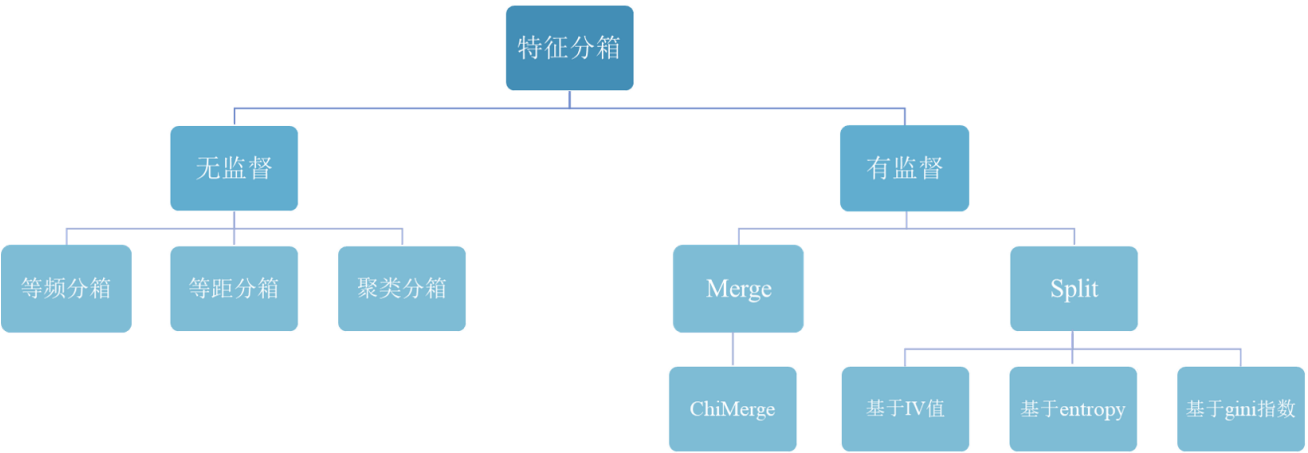 特征分箱
无监督
有监督
等频分箱
等距分箱
聚类分箱
Merge
Split
ChiMerge
基于IV值
基于entropy
基于gini指数